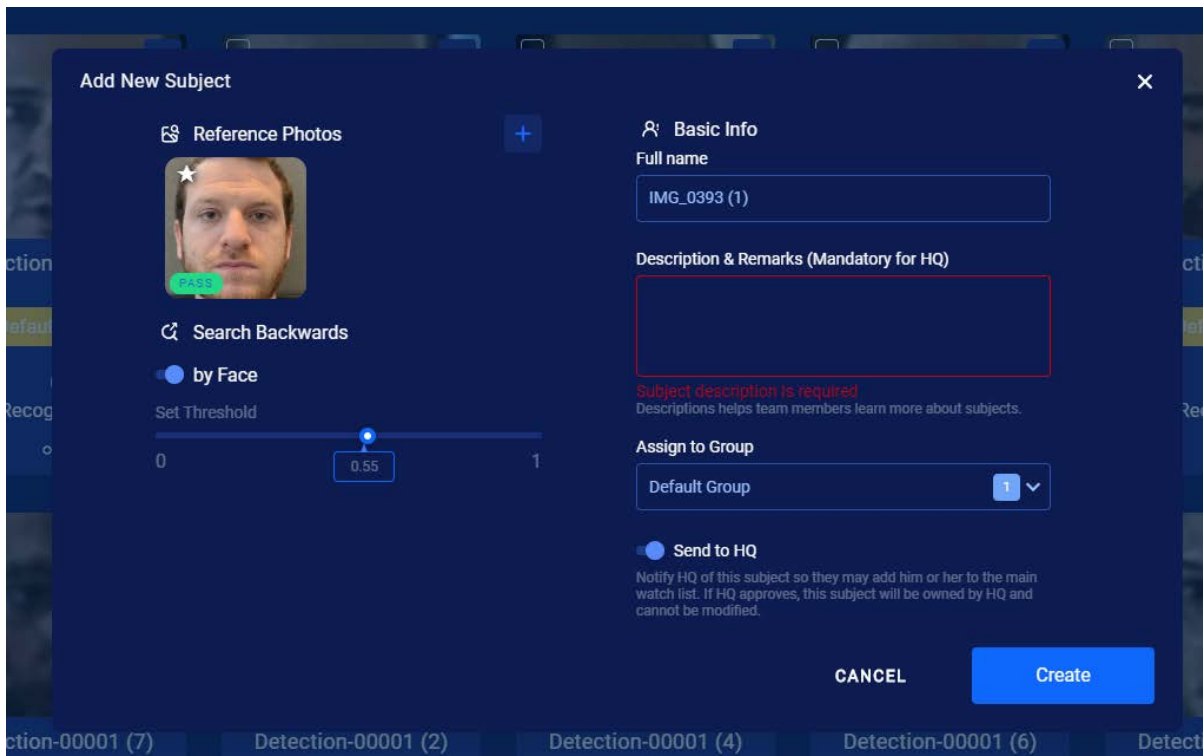 Add New Subject
Reference Photos
PASS
Search Backwards
by Face
Set Threshold
0
0.55
1
Basic Info
Full name
IMG_0393 (1)
Description & Remarks (Mandatory for HQ)
Subject description is required
Descriptions helps team members learn more about subjects.
Assign to Group
Default Group
1
Send to HQ
Notify HQ of this subject so they may add him or her to the main
watch list. If HQ approves, this subject will be owned by HQ and
cannot be modified.
CANCEL
Create
ction-00001 (7)
Detection-00001 (2)
Detection-00001 (4)
Detection-00001 (6)
Detect